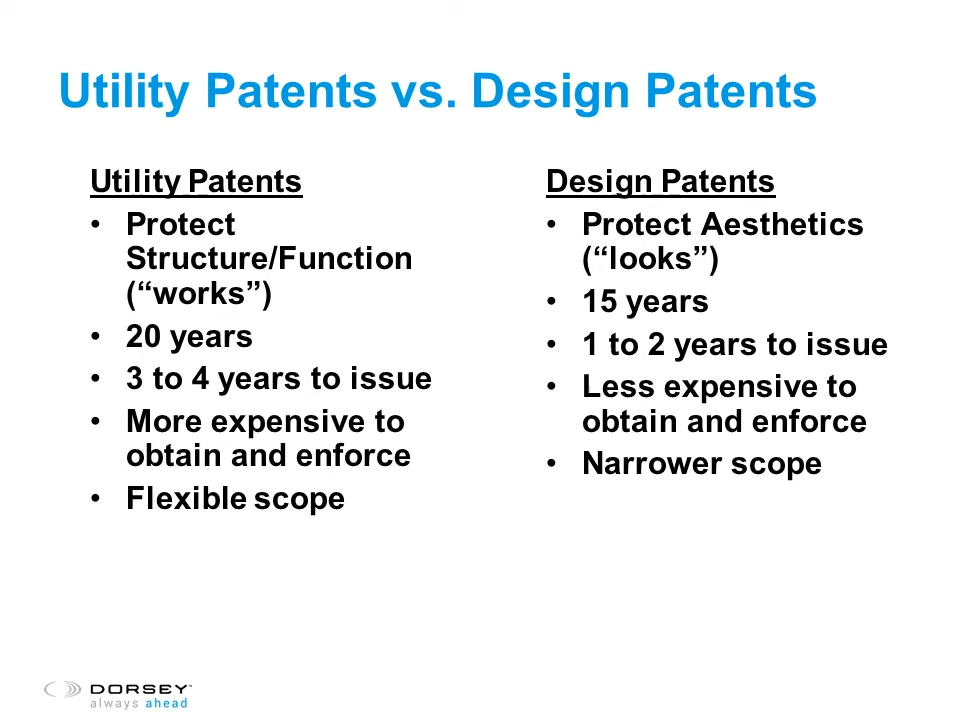 Utility Patents vs. Design Patents
Utility Patents
• Protect
Structure/Function
(“works”)
• 20 years
• 3 to 4 years to issue
• More expensive to
obtain and enforce
• Flexible scope
Design Patents
• Protect Aesthetics
(“looks”)
• 15 years
• 1 to 2 years to issue
• Less expensive to
obtain and enforce
• Narrower scope
DORSEY™
always ahead